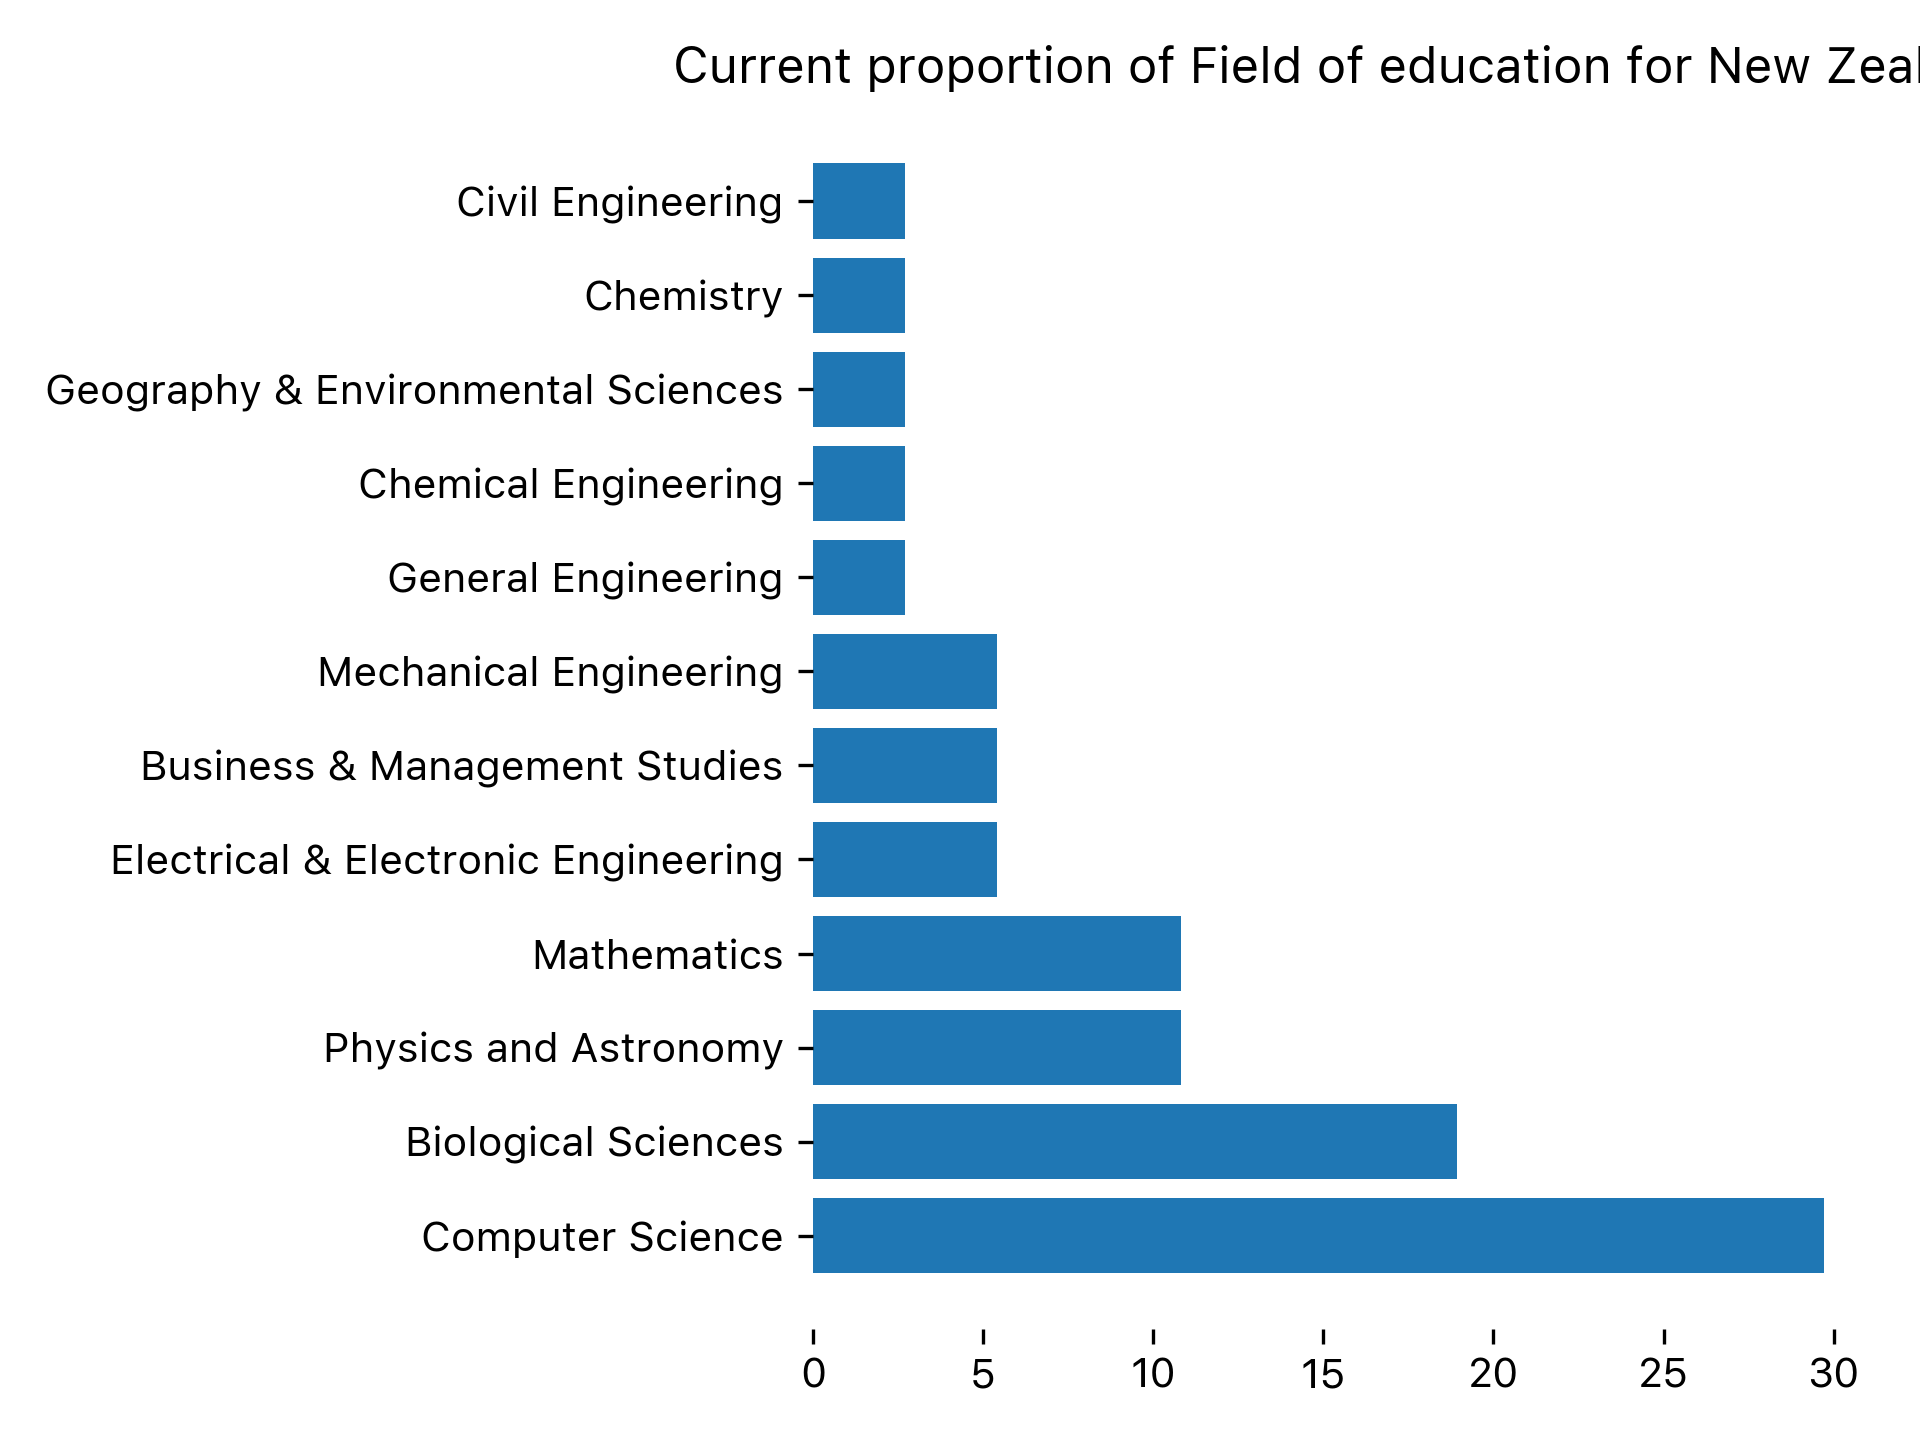 Current proportion of Field of education for New Zeal
Civil Engineering
Chemistry
Geography & Environmental Sciences
Chemical Engineering
General Engineering
Mechanical Engineering
Business & Management Studies
Electrical & Electronic Engineering
Mathematics
Physics and Astronomy
Biological Sciences
Computer Science
0 5 10 15 20 25 30